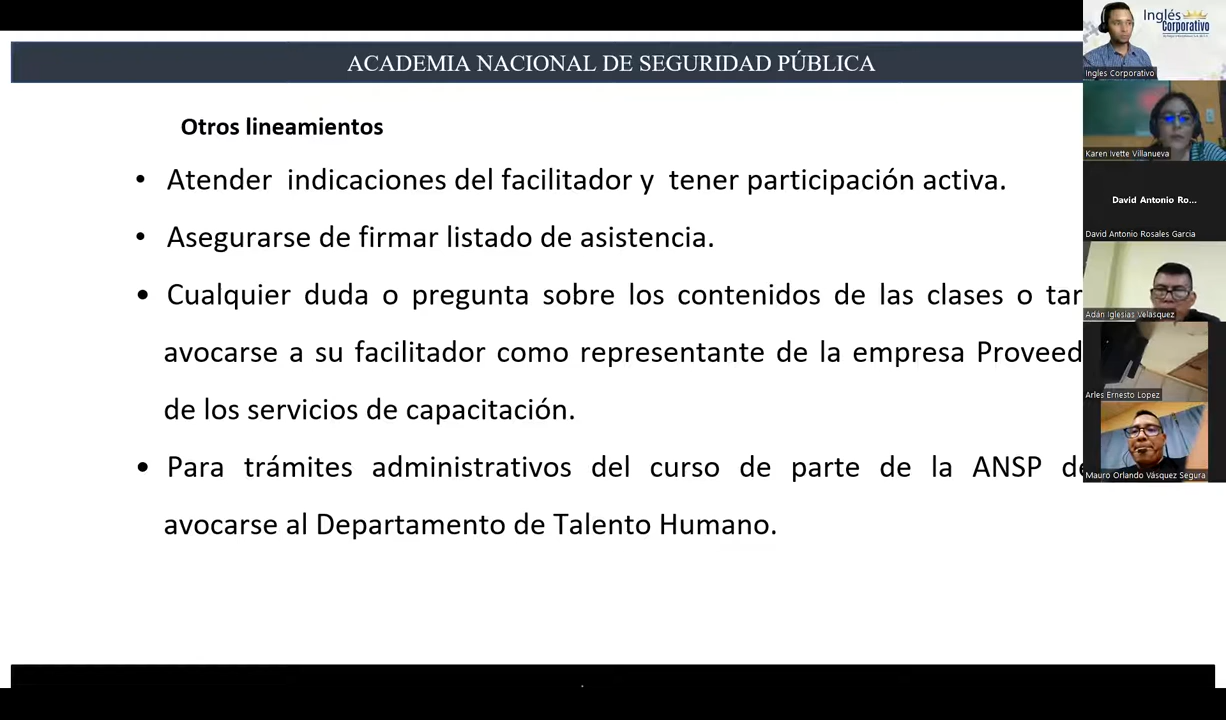 ACADEMIA NACIONAL DE SEGURIDAD PÚBLICA
Otros lineamientos
• Atender indicaciones del facilitador y tener participación activa.
• Asegurarse de firmar listado de asistencia.
• Cualquier duda o pregunta sobre los contenidos de las clases o
avocarse a su facilitador como representante de la empresa Proveed
de los servicios de capacitación.
• Para trámites administrativos del curso de parte de la ANSP
avocarse al Departamento de Talento Humano.
Inglés
Corporativo
Ingles Corporativo
Karen Ivette Villanueva
David Antonio Ro...
David Antonio Rosales Garcia
Adán Iglesias Velasquez
Arles Ernesto Lopez
Mauro Orlando Vásquez Segura